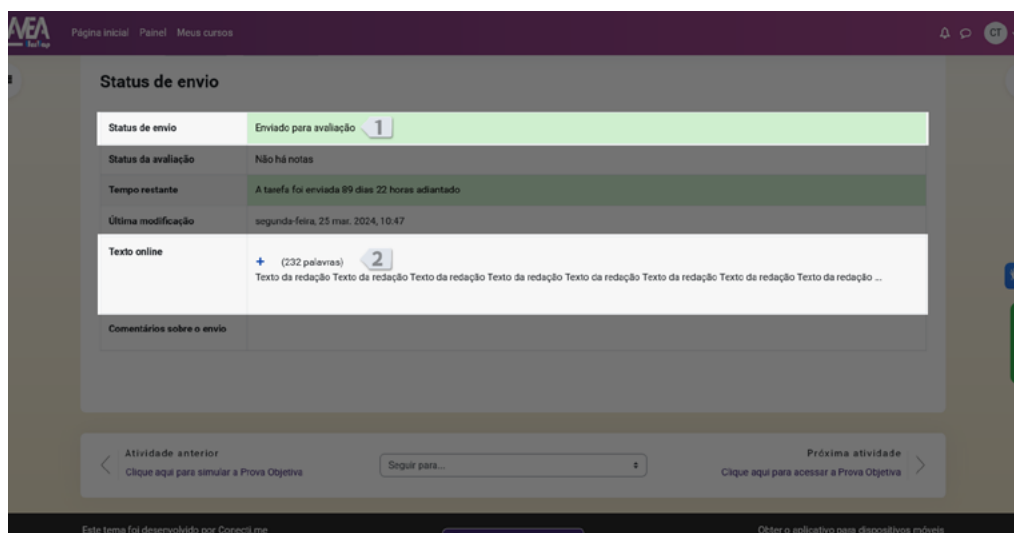 AVEA
Página inicial Painel Meus cursos
CT
Status de envio
Status de envio Enviado para avaliação 1
Status da avaliação Não há notas
Tempo restante A tarefa foi enviada 89 dias 22 horas adiantado
Última modificação segunda-feira, 25 mar. 2024, 10:47
Texto online
+ (232 palavras) 2
Texto da redação Texto da redação Texto da redação Texto da redação Texto da redação Texto da redação Texto da redação Texto da redação ...
Comentários sobre o envio
Atividade anterior
Clique aqui para simular a Prova Objetiva
Seguir para...
Próxima atividade
Clique aqui para acessar a Prova Objetiva
Este tema foi desenvolvido por Conecti.me
Obter o aplicativo para dispositivos móveis